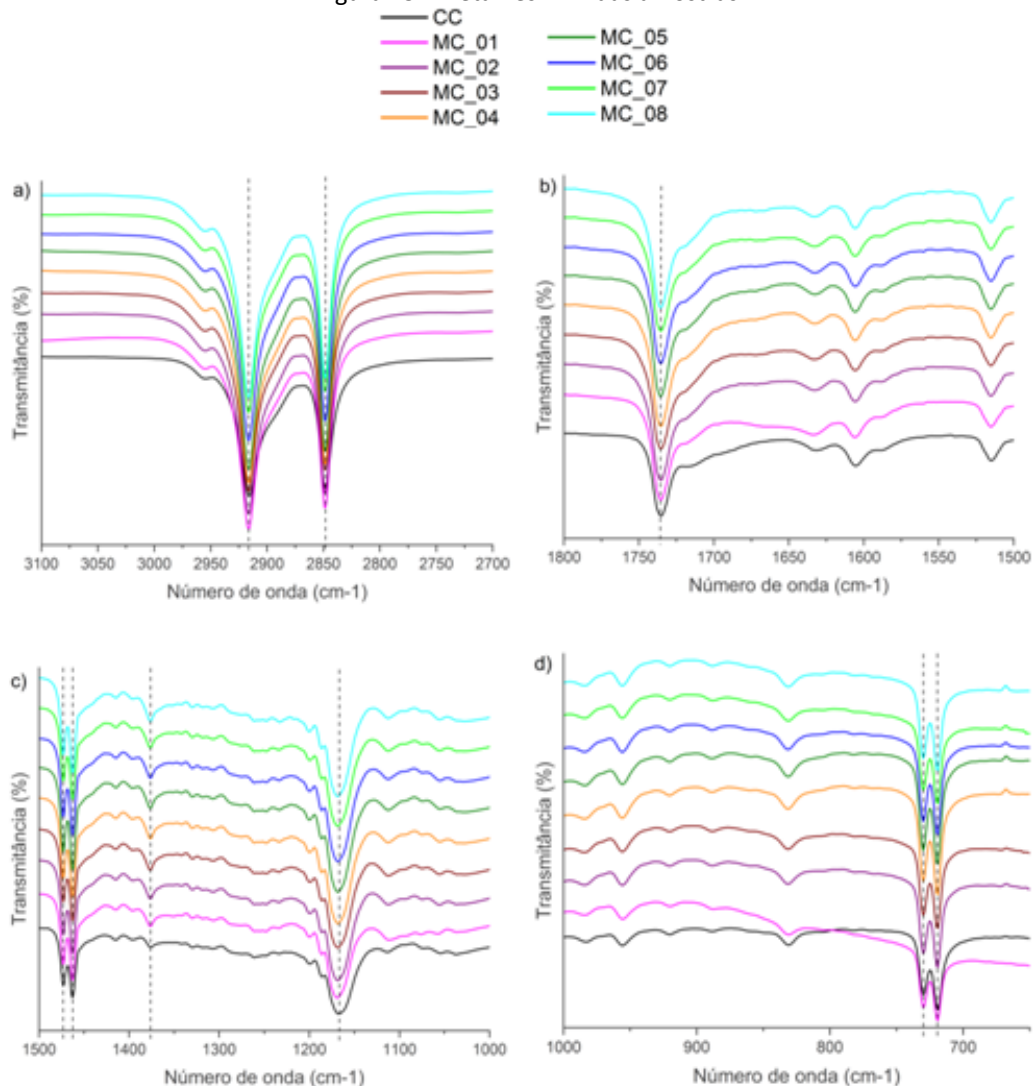 CC
MC_01
MC_02
MC_03
MC_04
MC_05
MC_06
MC_07
MC_08
a)
Transmitância (%)
3100 3050 3000 2950 2900 2850 2800 2750 2700
Número de onda (cm-1)
b)
Transmitância (%)
1800 1750 1700 1650 1600 1550 1500
Número de onda (cm-1)
c)
Transmitância (%)
1500 1400 1300 1200 1100 1000
Número de onda (cm-1)
d)
Transmitância (%)
1000 900 800 700
Número de onda (cm-1)